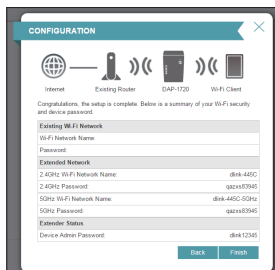 CONFIGURATION
Internet Existing Router DAP-1720 Wi-Fi Client
Congratulations, the setup is complete. Below is a summary of your Wi-Fi security
and device password.
Existing Wi-Fi Network
Wi-Fi Network Name:
Password:
Extended Network
2.4GHz Wi-Fi Network Name: dlink-445C
2.4GHz Password: qazxs83945
5GHz Wi-Fi Network Name: dlink-445C-5GHz
5GHz Password: qazxs83945
Extender Status
Device Admin Password: dlink12345
Back Finish